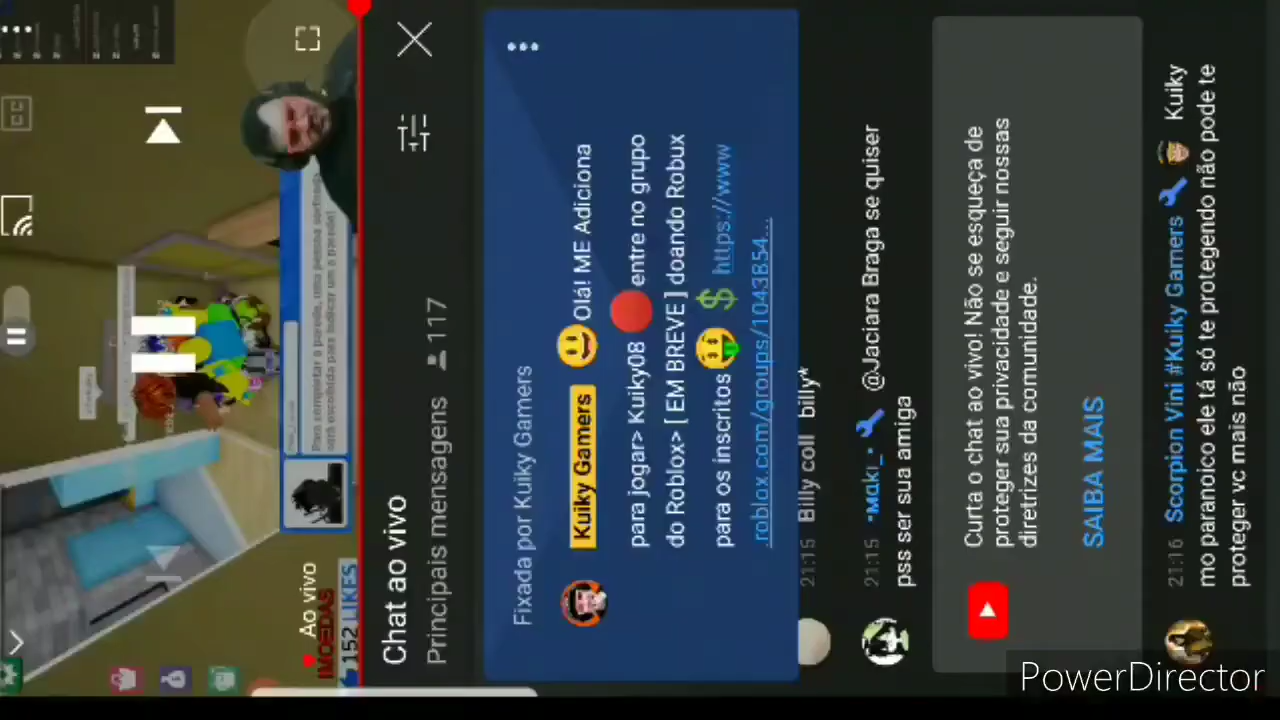 Ao vivo
MOEDAS
152 LIKES
Chat ao vivo
Principais mensagens 117
Fixada por Kuiky Gamers
Kuiky Gamers 😃 Olá! ME Adiciona
para jogar> Kuiky08 🔴 entre no grupo
do Roblox> [ EM BREVE ] doando Robux
para os inscritos 🤑 💲 https://www
.roblox.com/groups/1043854...
21:15 Billy coll billy*
21:15 •маki_• 🔧 @Jaciara Braga se quiser
pss ser sua amiga
Curta o chat ao vivo! Não se esqueça de
proteger sua privacidade e seguir nossas
diretrizes da comunidade.
SAIBA MAIS
21:16 Scorpion Vini #Kuiky Gamers 🔧 Kuiky
mo paranoico ele tá só te protegendo não pode te
proteger vc mais não
PowerDirector